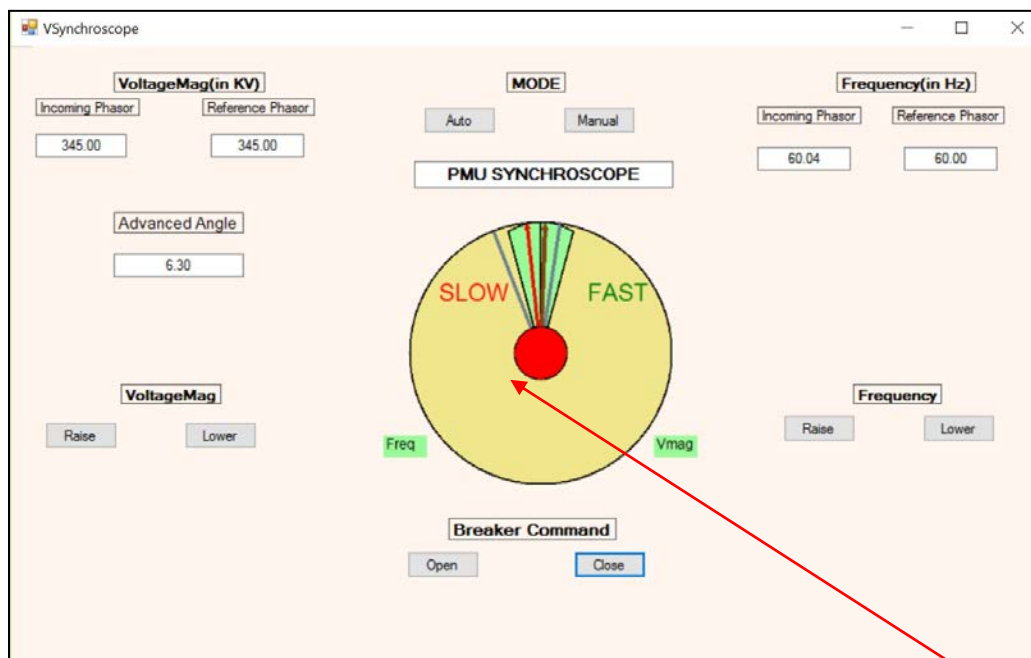 VSynchroscope
VoltageMag(in KV)
MODE
Frequency(in Hz)
Incoming Phasor
Reference Phasor
Auto
Manual
Incoming Phasor
Reference Phasor
345.00
345.00
60.04
60.00
PMU SYNCHROSCOPE
Advanced Angle
6.30
SLOW
FAST
VoltageMag
Frequency
Raise
Lower
Freq
Vmag
Raise
Lower
Breaker Command
Open
Close